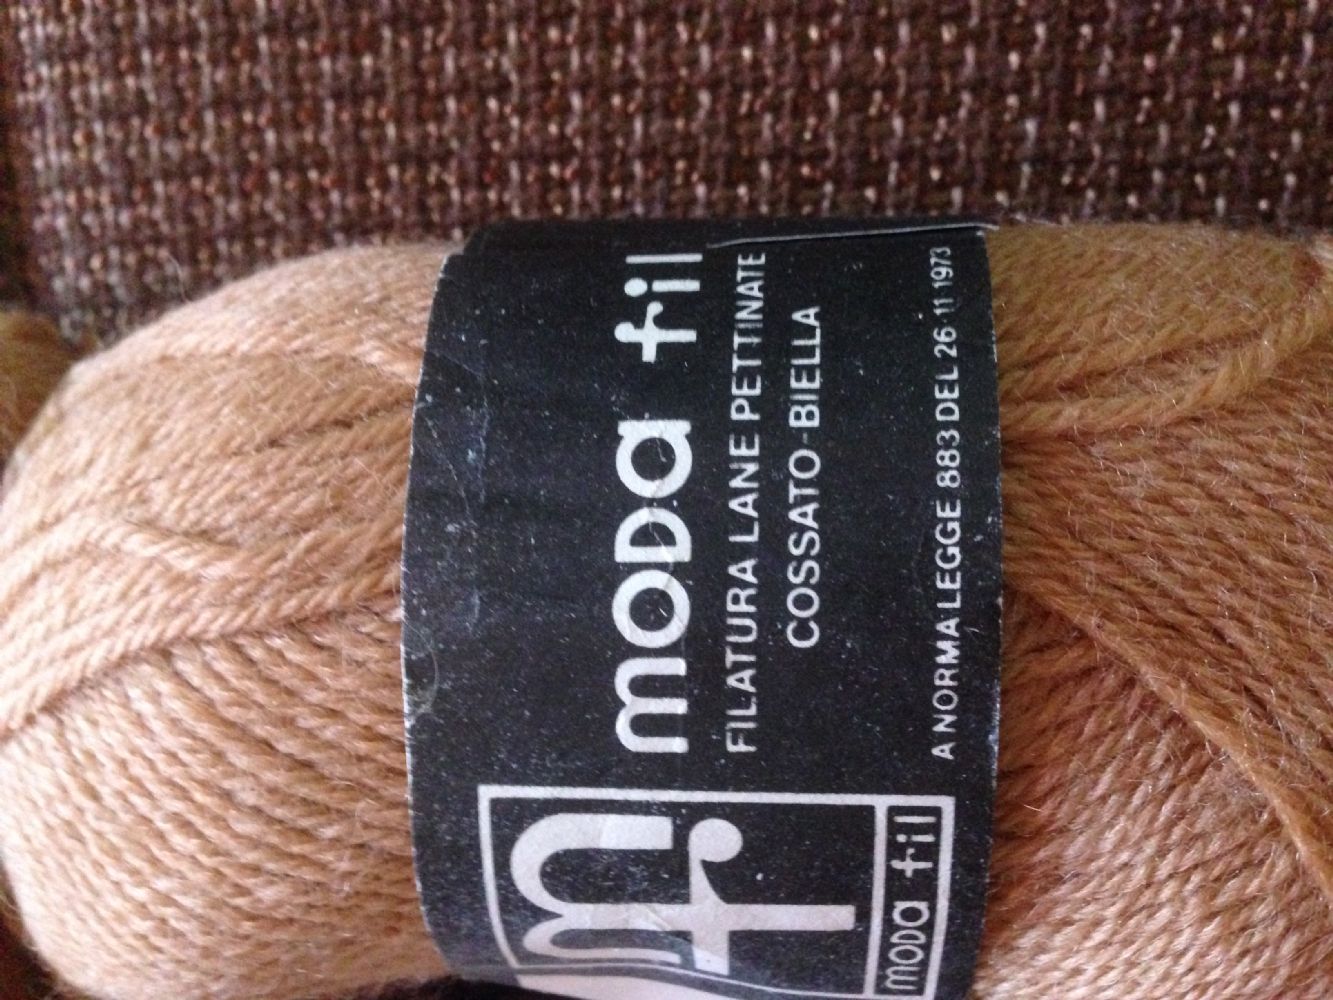 moda fil
FILATURA LANE PETTINATE
COSSATO-BIELLA
A NORMA LEGGE 883 DEL 26·11·1973
mf
moda fil